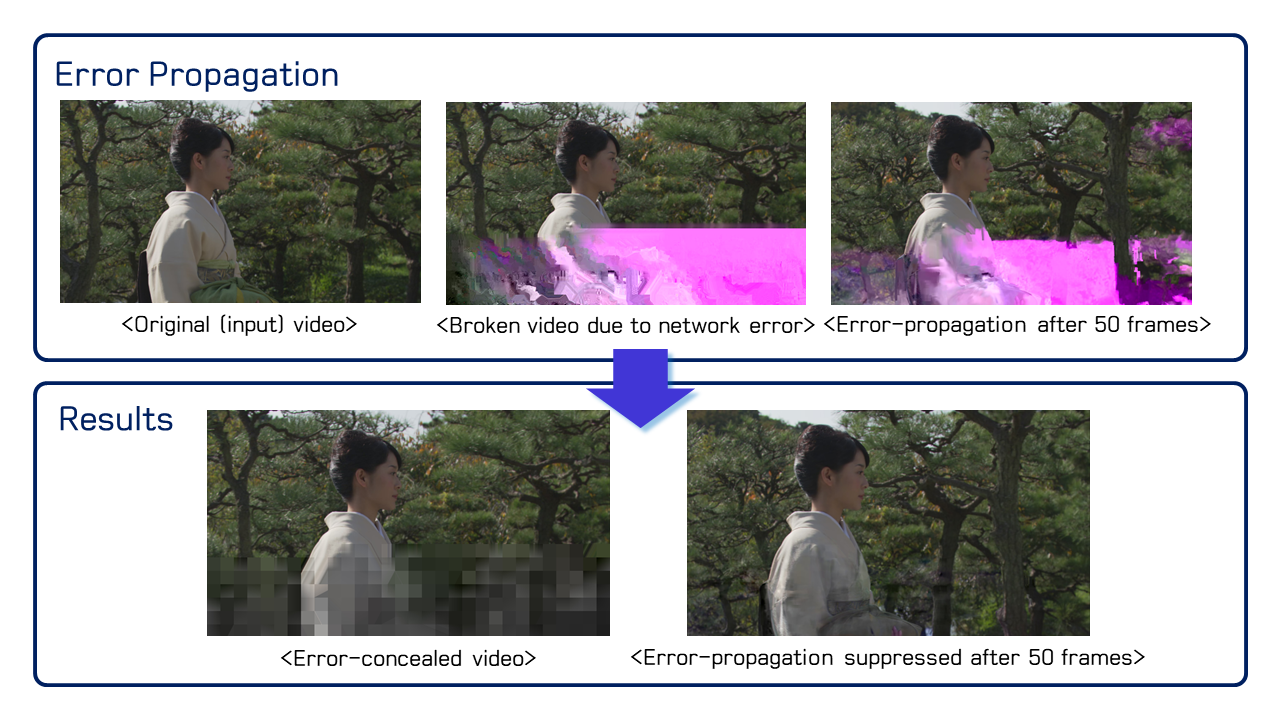 Error Propagation
<Original (input) video>
<Broken video due to network error>
<Error-propagation after 50 frames>
Results
<Error-concealed video>
<Error-propagation suppressed after 50 frames>